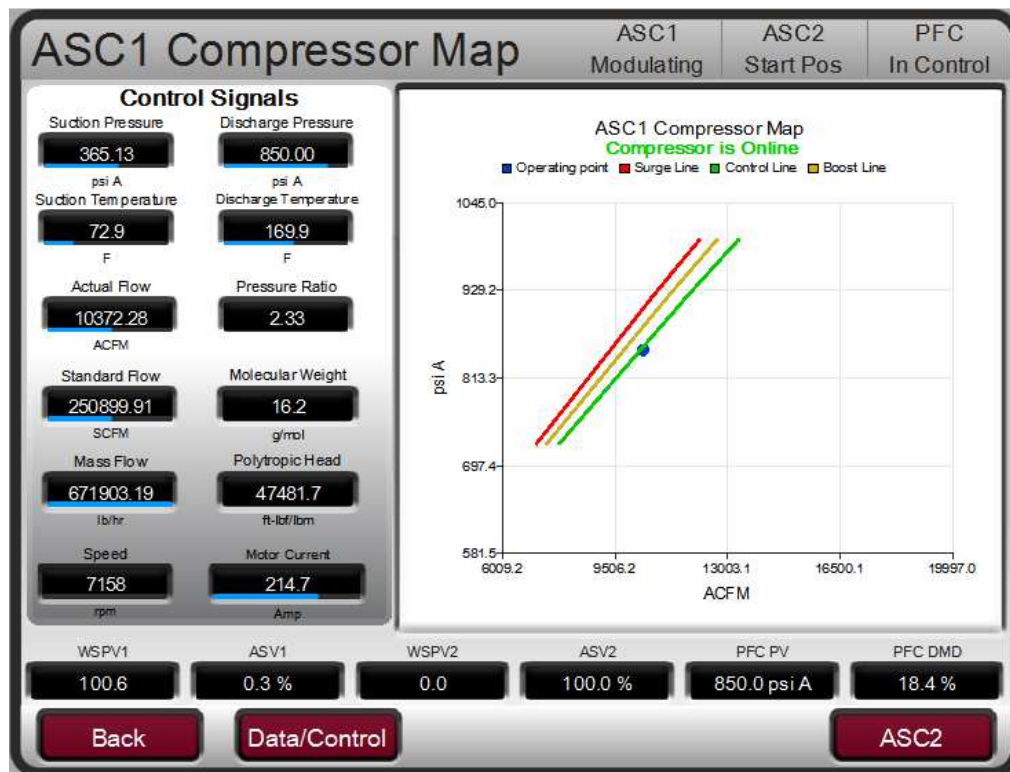 ASC1 Compressor Map
ASC1
Modulating
ASC2
Start Pos
PFC
In Control
Control Signals
Suction Pressure
365.13
psi A
Discharge Pressure
850.00
psi A
Suction Temperature
72.9
F
Discharge Temperature
169.9
F
Actual Flow
10372.28
ACFM
Pressure Ratio
2.33
Standard Flow
250899.91
SCFM
Molecular Weight
16.2
g/mol
Mass Flow
671903.19
lb/hr
Polytropic Head
47481.7
ft-lbf/lbm
Speed
7158
rpm
Motor Current
214.7
Amp.
ASC1 Compressor Map
Compressor is Online
Operating point Surge Line Control Line Boost Line
1045.0
929.2
813.3
697.4
581.5
psi A
6009.2 9506.2 13003.1 16500.1 19997.0
ACFM
WSPV1
100.6
ASV1
0.3 %
WSPV2
0.0
ASV2
100.0 %
PFC PV
850.0 psi A
PFC DMD
18.4 %
Back
Data/Control
ASC2